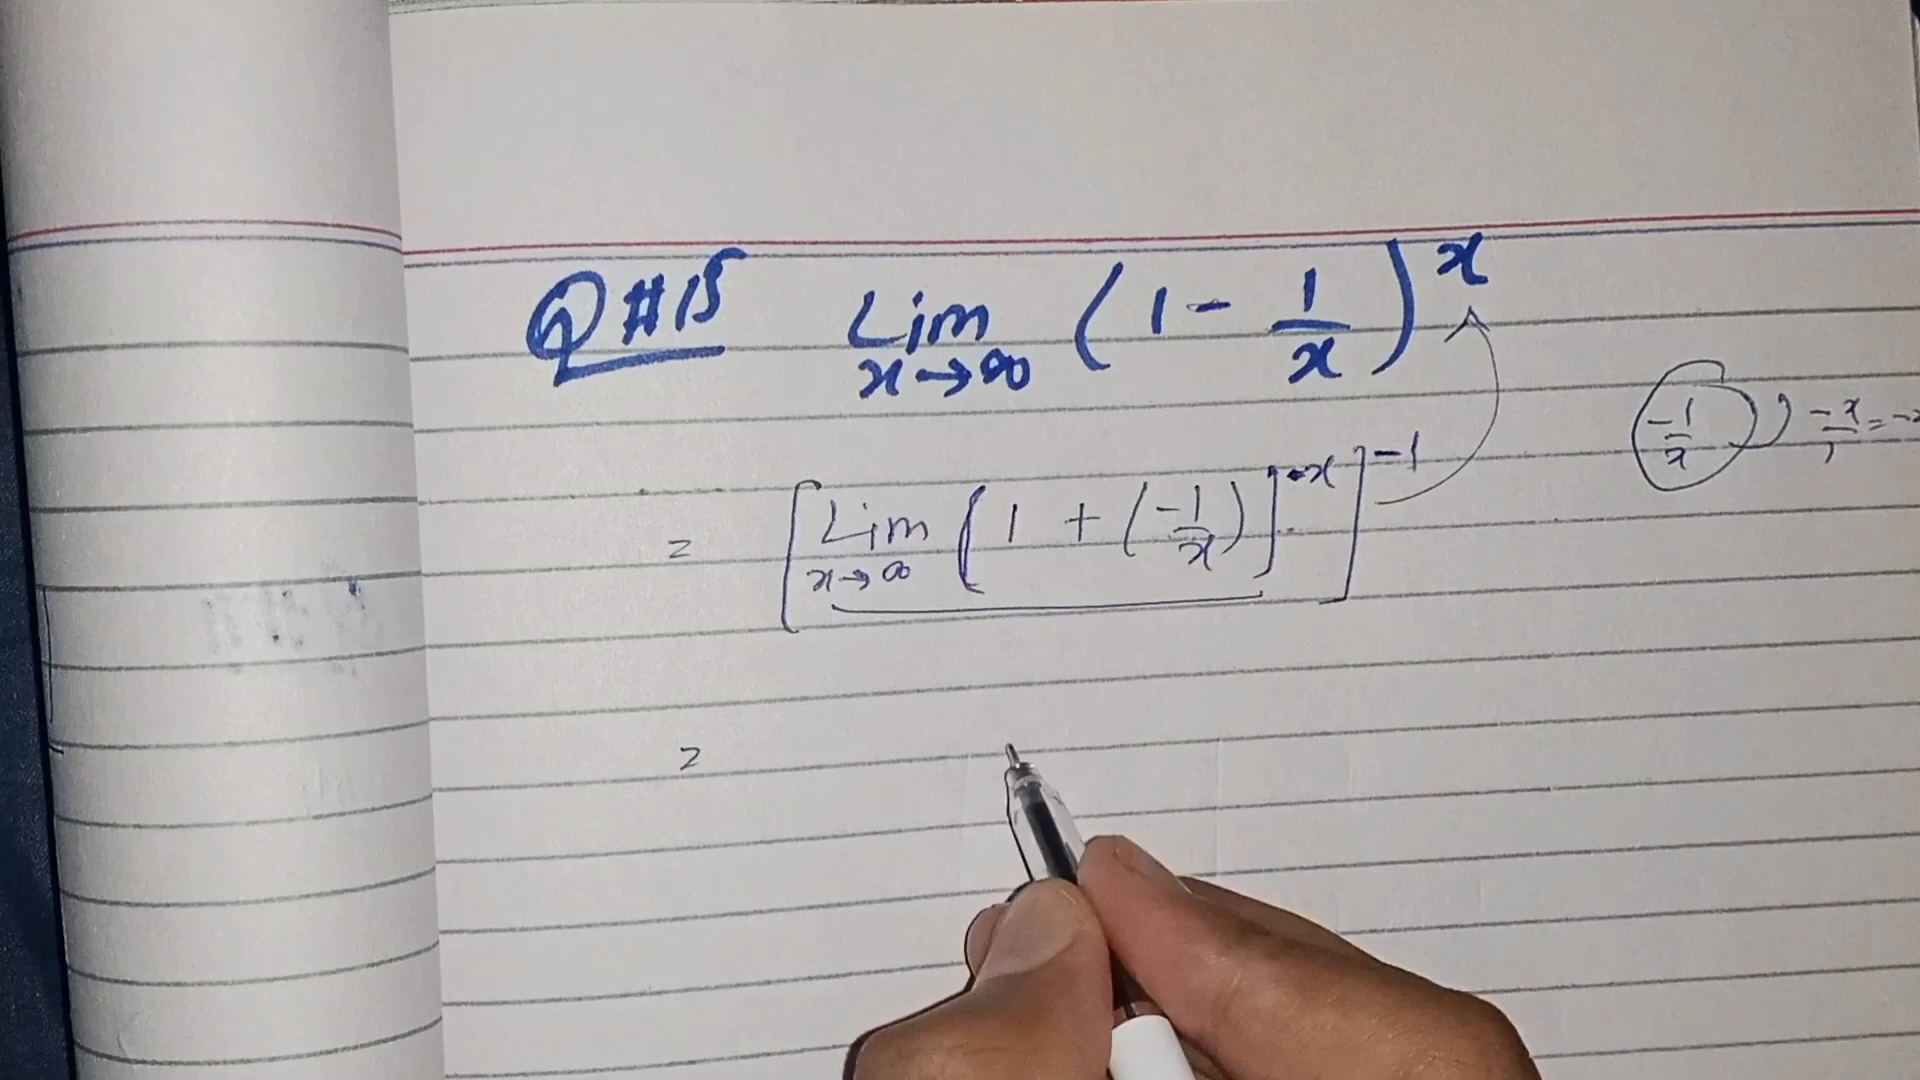 Q#15 Lim x→∞ (1 - 1/x)^x
-1/x ) -x/1 = -x
= [Lim x→∞ (1 + (-1/x)]^-x]^-1
=